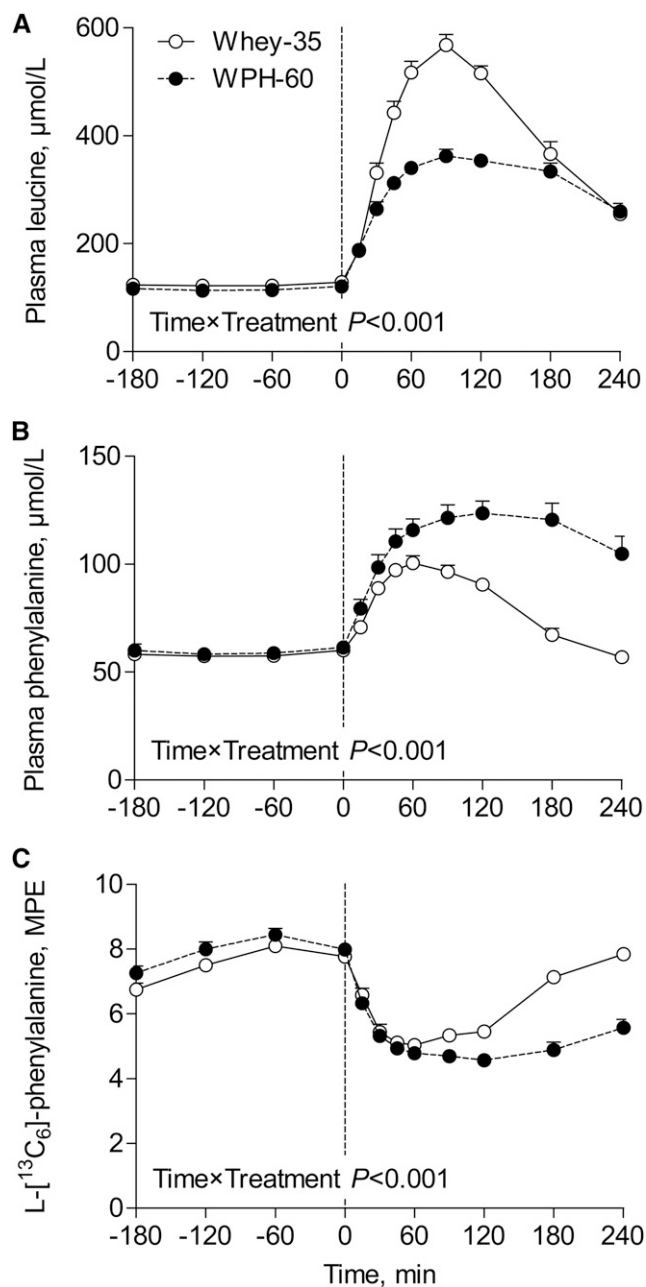 A
Plasma leucine, µmol/L
600
400
200
0
Whey-35
WPH-60
Time×Treatment P<0.001
-180 -120 -60 0 60 120 180 240
B
Plasma phenylalanine, µmol/L
150
100
50
0
Time×Treatment P<0.001
-180 -120 -60 0 60 120 180 240
C
L-[¹³C₆]-phenylalanine, MPE
10
8
6
4
2
0
Time×Treatment P<0.001
-180 -120 -60 0 60 120 180 240
Time, min